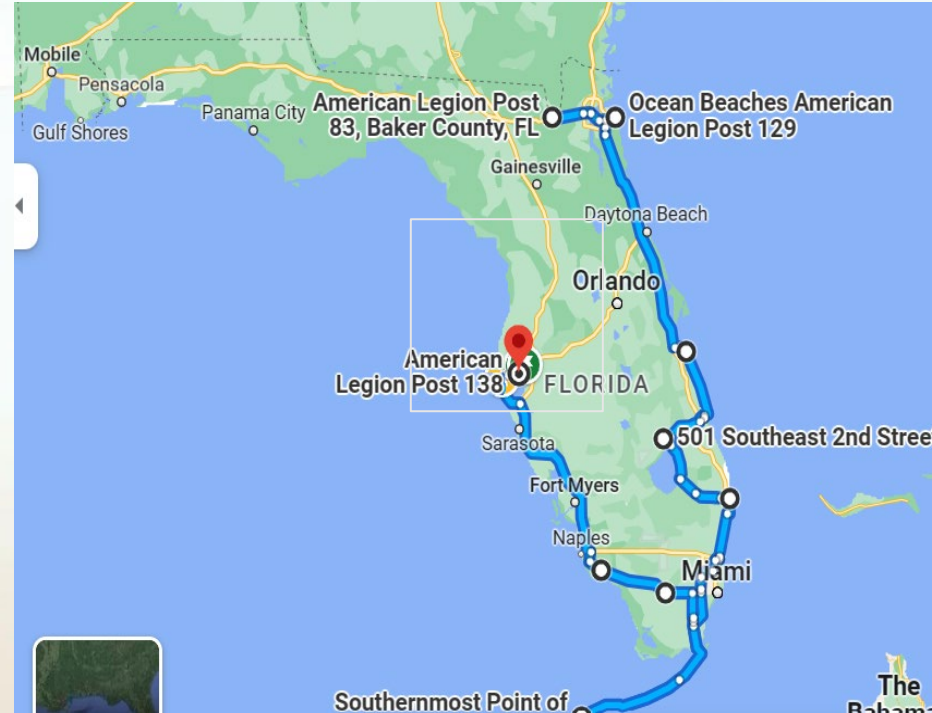 Mobile
Pensacola
Gulf Shores
Panama City
American Legion Post
83, Baker County, FL
Ocean Beaches American
Legion Post 129
Gainesville
Daytona Beach
Orlando
American
Legion Post 138
FLORIDA
Sarasota
501 Southeast 2nd Stree
Fort Myers
Naples
Miami
Southernmost Point of
The
Bahama